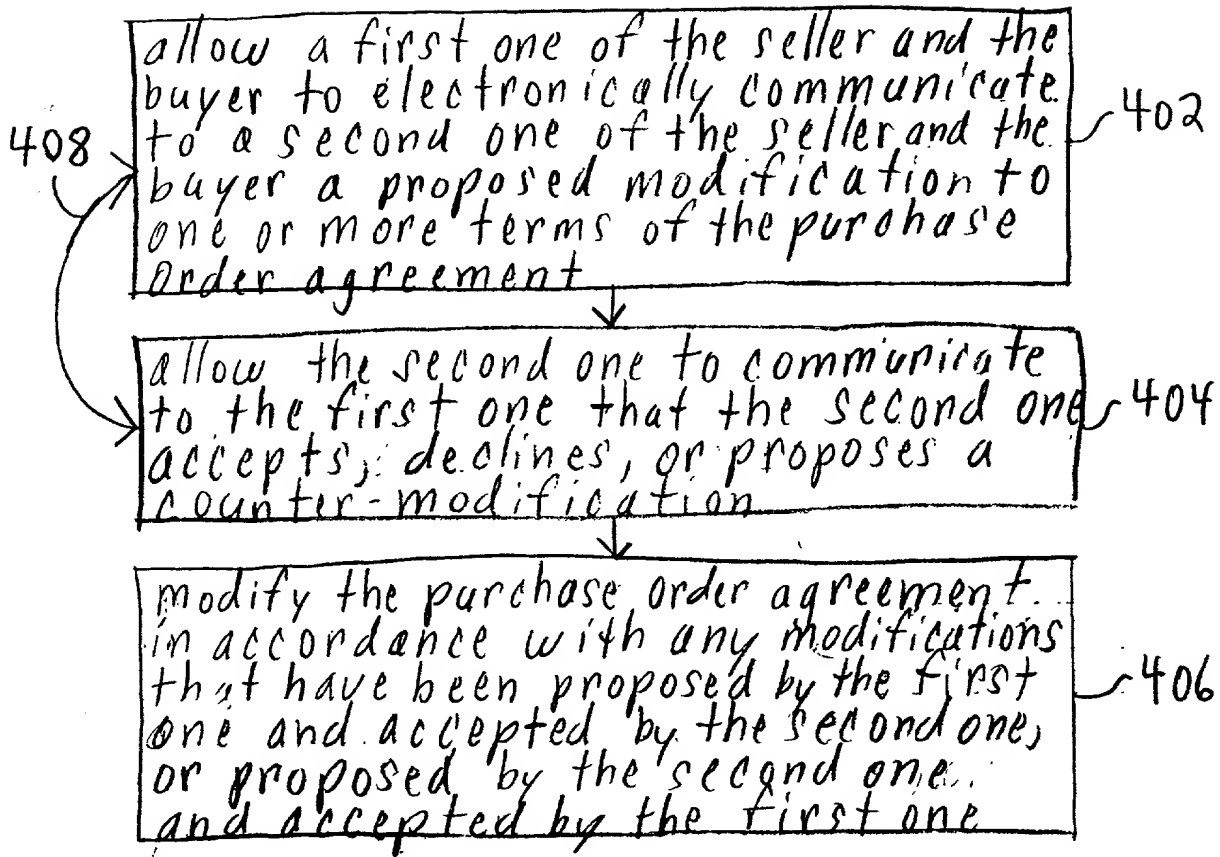 allow a first one of the seller and the
buyer to electronically communicate
to a second one of the seller and the
buyer a proposed modification to
one or more terms of the purchase
order agreement
402
408
allow the second one to communicate
to the first one that the second one
accepts, declines, or proposes a
counter-modification
404
modify the purchase order agreement
in accordance with any modifications
that have been proposed by the first
one and accepted by the second one,
or proposed by the second one
and accepted by the first one
406